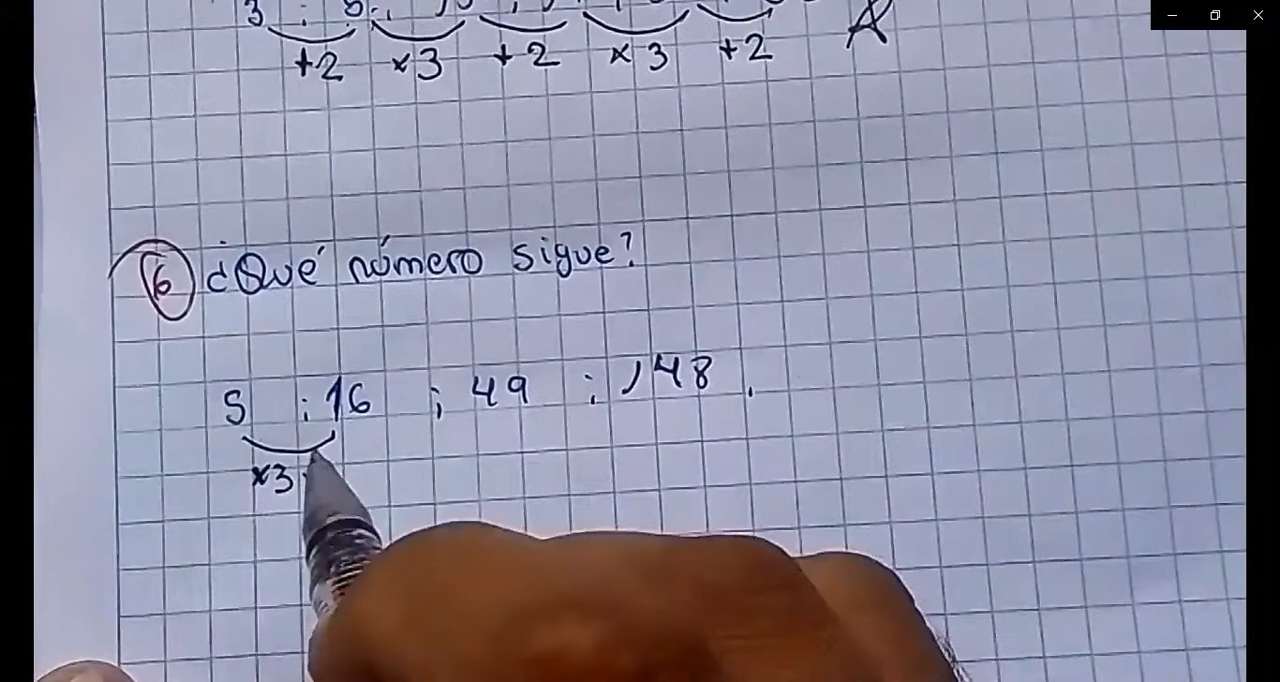 +2 ×3 +2 ×3 +2
6 ¿Qué número sigue?
5 ; 16 ; 49 ; 148 ,
×3